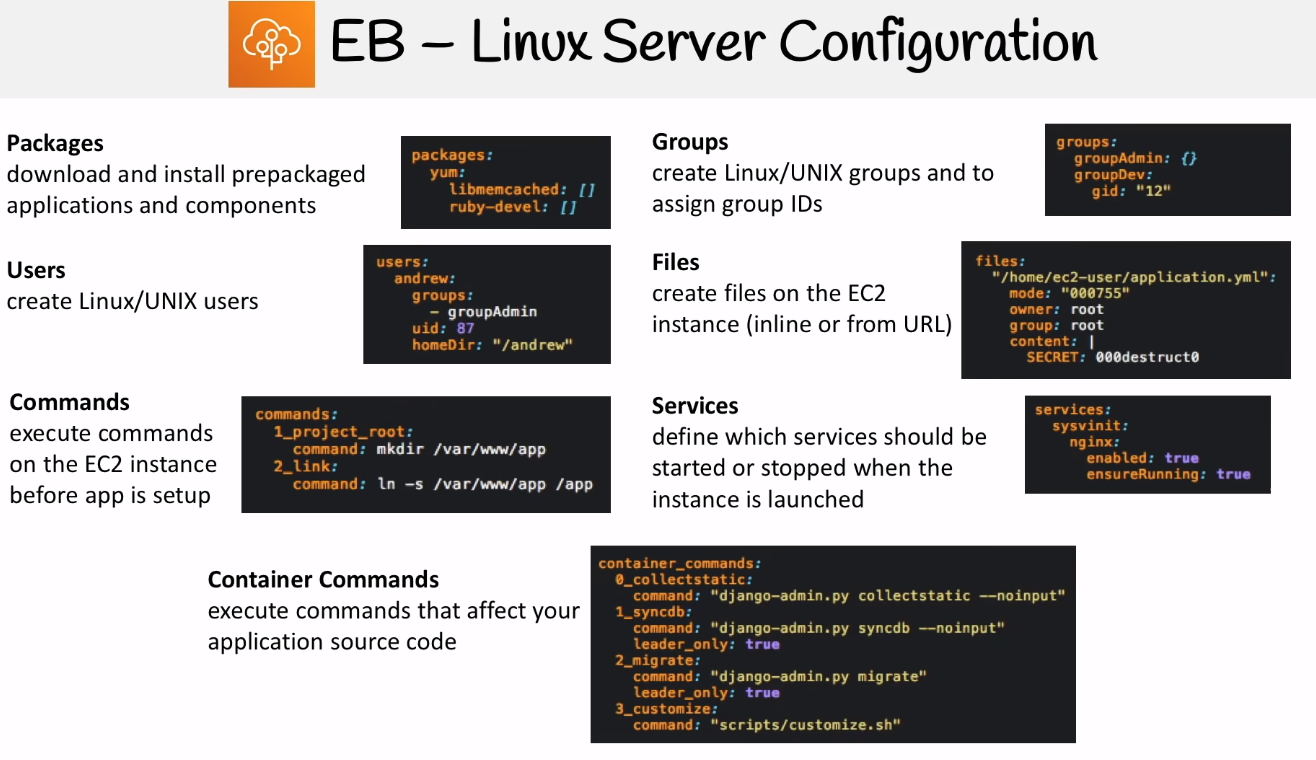 EB – Linux Server Configuration
Packages
download and install prepackaged
applications and components
packages:
yum:
libmemcached: []
ruby-devel: []
Groups
create Linux/UNIX groups and to
assign group IDs
groups:
groupAdmin: {}
groupDev:
gid: "12"
Users
create Linux/UNIX users
users:
andrew:
groups:
- groupAdmin
uid: 87
homeDir: "/andrew"
Files
create files on the EC2
instance (inline or from URL)
files:
"/home/ec2-user/application.yml":
mode: "000755"
owner: root
group: root
content: |
SECRET: 000destruct0
Commands
execute commands
on the EC2 instance
before app is setup
commands:
1_project_root:
command: mkdir /var/www/app
2_link:
command: ln -s /var/www/app /app
Services
define which services should be
started or stopped when the
instance is launched
services:
sysvinit:
nginx:
enabled: true
ensureRunning: true
Container Commands
execute commands that affect your
application source code
container_commands:
0_collectstatic:
command: "django-admin.py collectstatic --noinput"
1_syncdb:
command: "django-admin.py syncdb --noinput"
leader_only: true
2_migrate:
command: "django-admin.py migrate"
leader_only: true
3_customize:
command: "scripts/customize.sh"